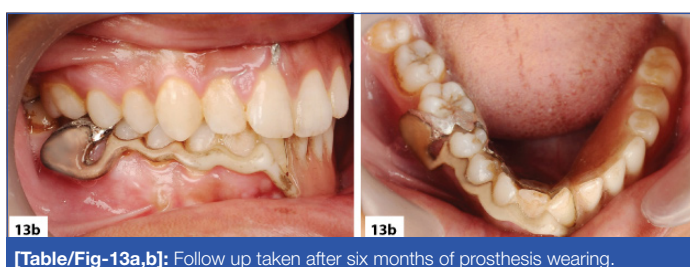 13b
13b
[Table/Fig-13a,b]: Follow up taken after six months of prosthesis wearing.